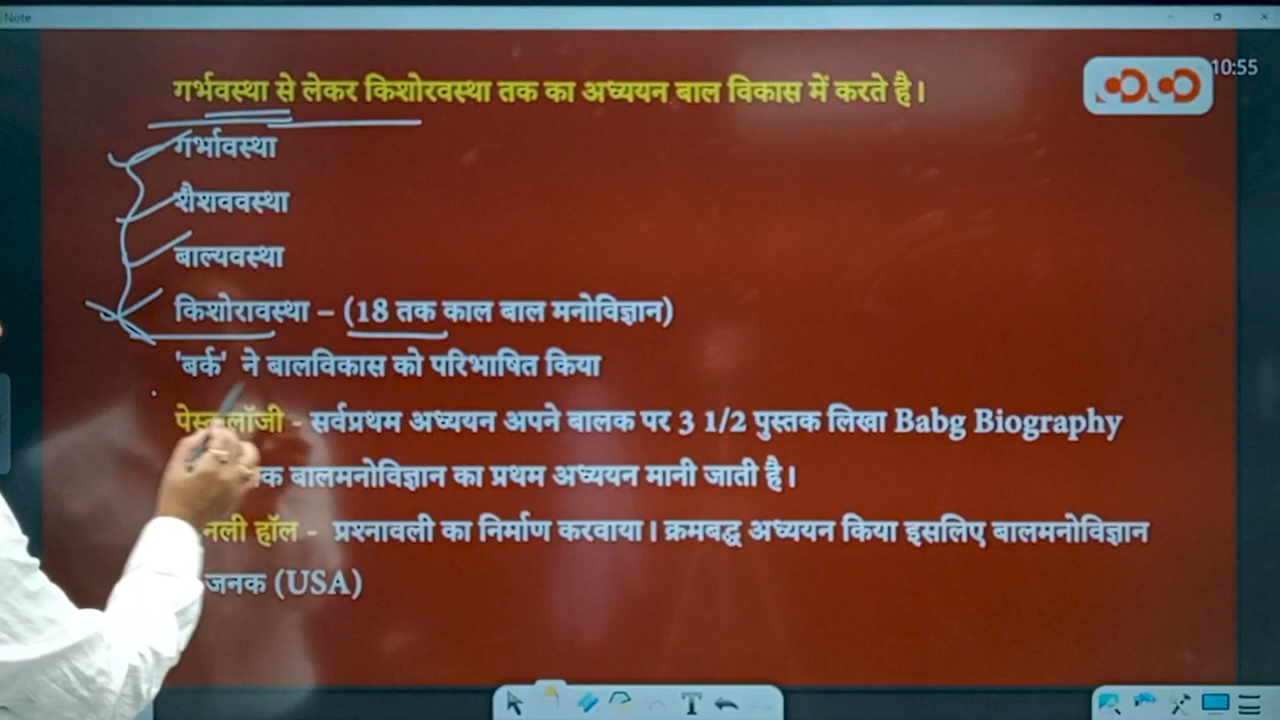 Note
10:55
गर्भवस्था से लेकर किशोरवस्था तक का अध्ययन बाल विकास में करते है।
गर्भावस्था
शैशववस्था
बाल्यवस्था
किशोरावस्था – (18 तक काल बाल मनोविज्ञान)
'बर्क' ने बालविकास को परिभाषित किया
- सर्वप्रथम अध्ययन अपने बालक पर 3 1/2 पुस्तक लिखा Babg Biography
बालमनोविज्ञान का प्रथम अध्ययन मानी जाती है।
हॉल - प्रश्नावली का निर्माण करवाया। क्रमबद्ध अध्ययन किया इसलिए बालमनोविज्ञान
जनक (USA)